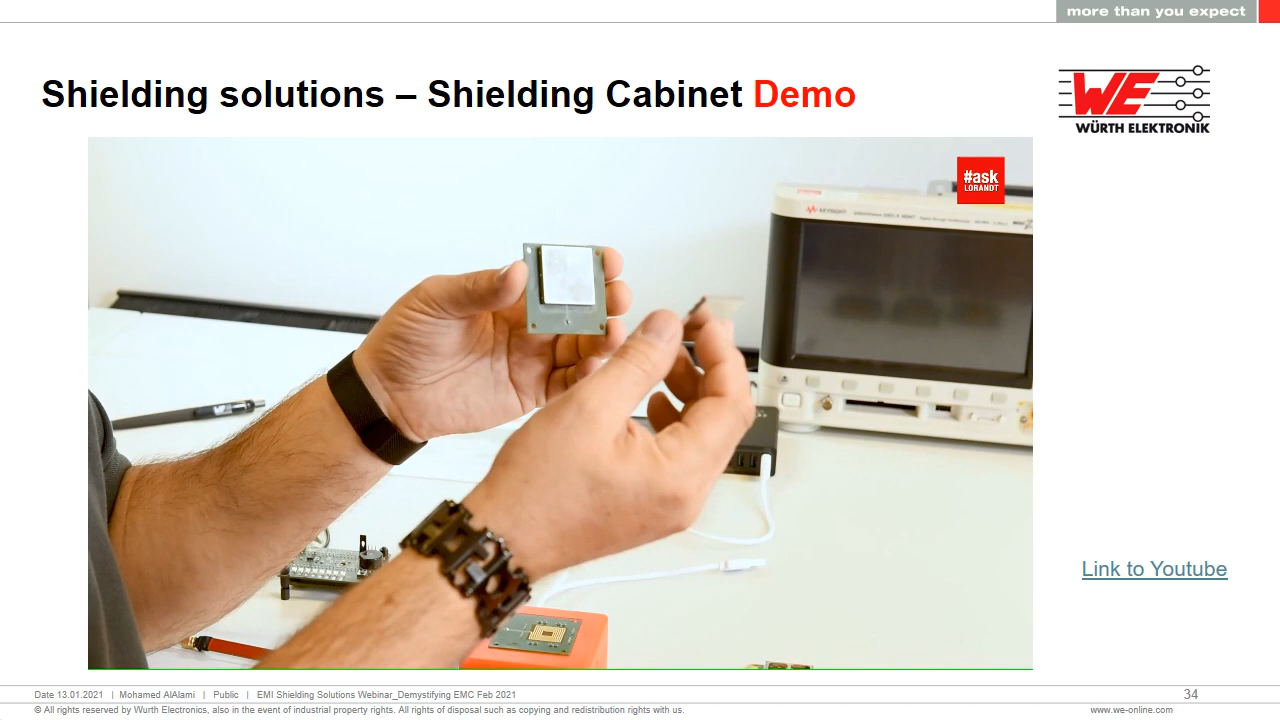 more than you expect
Shielding solutions – Shielding Cabinet Demo
WE
WÜRTH ELEKTRONIK
#ask
LORANDT
KEYSIGHT
Link to Youtube
Date 13.01.2021 | Mohamed AlAlami | Public | EMI Shielding Solutions Webinar_Demystifying EMC Feb 2021
34
© All rights reserved by Wurth Electronics, also in the event of industrial property rights. All rights of disposal such as copying and redistribution rights with us.
www.we-online.com